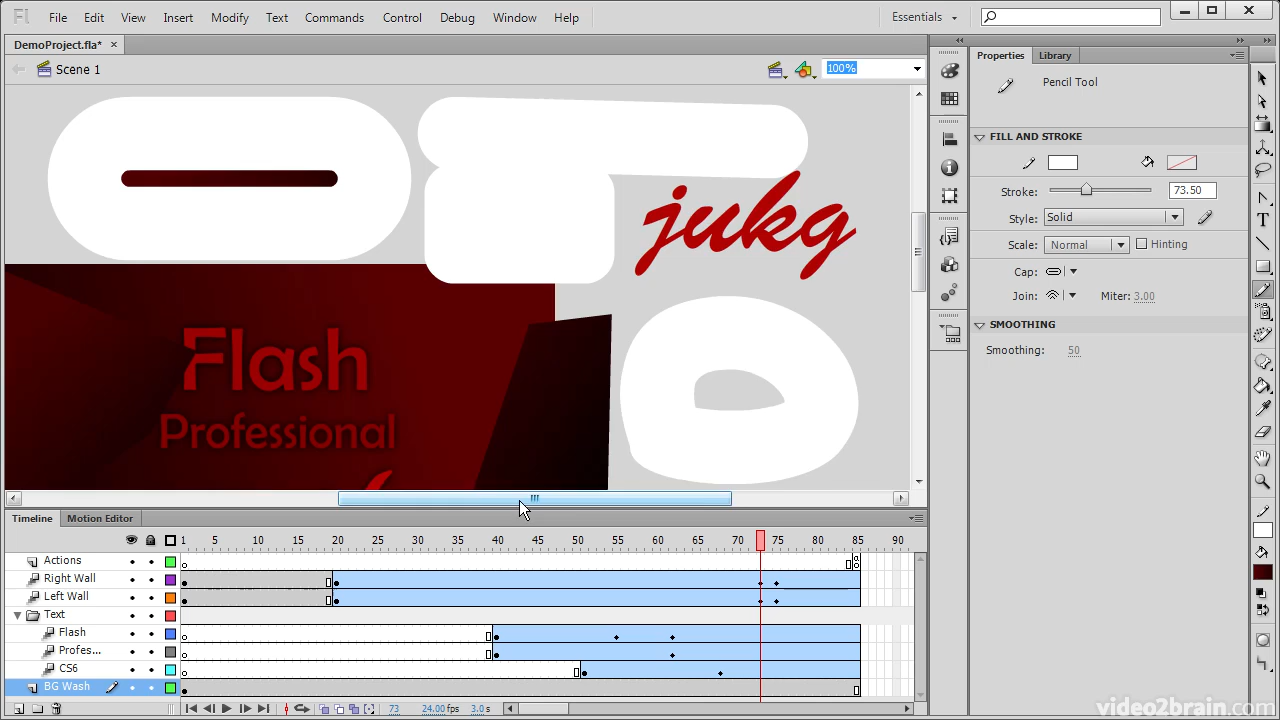 Fl File Edit View Insert Modify Text Commands Control Debug Window Help Essentials
DemoProject.fla* ×
Scene 1 100%
jukg
Flash
Professional
Properties Library
Pencil Tool
FILL AND STROKE
Stroke: 73.50
Style: Solid
Scale: Normal Hinting
Cap:
Join: Miter: 3.00
SMOOTHING
Smoothing: 50
Timeline Motion Editor
1 5 10 15 20 25 30 35 40 45 50 55 60 65 70 75 80 85 90
Actions
Right Wall
Left Wall
Text
Flash
Profes...
CS6
BG Wash
73 24.00 fps 3.0 s
video2brain.com